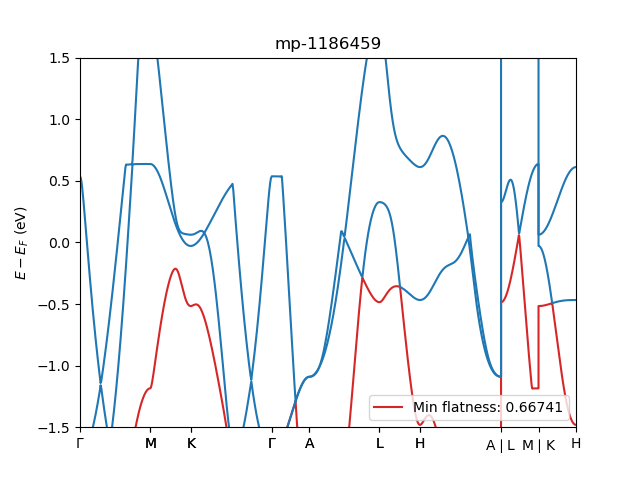 mp-1186459
E − E_F (eV)
1.5
1.0
0.5
0.0
−0.5
−1.0
−1.5
Min flatness: 0.66741
Γ M K Γ A L H A | L M | K H